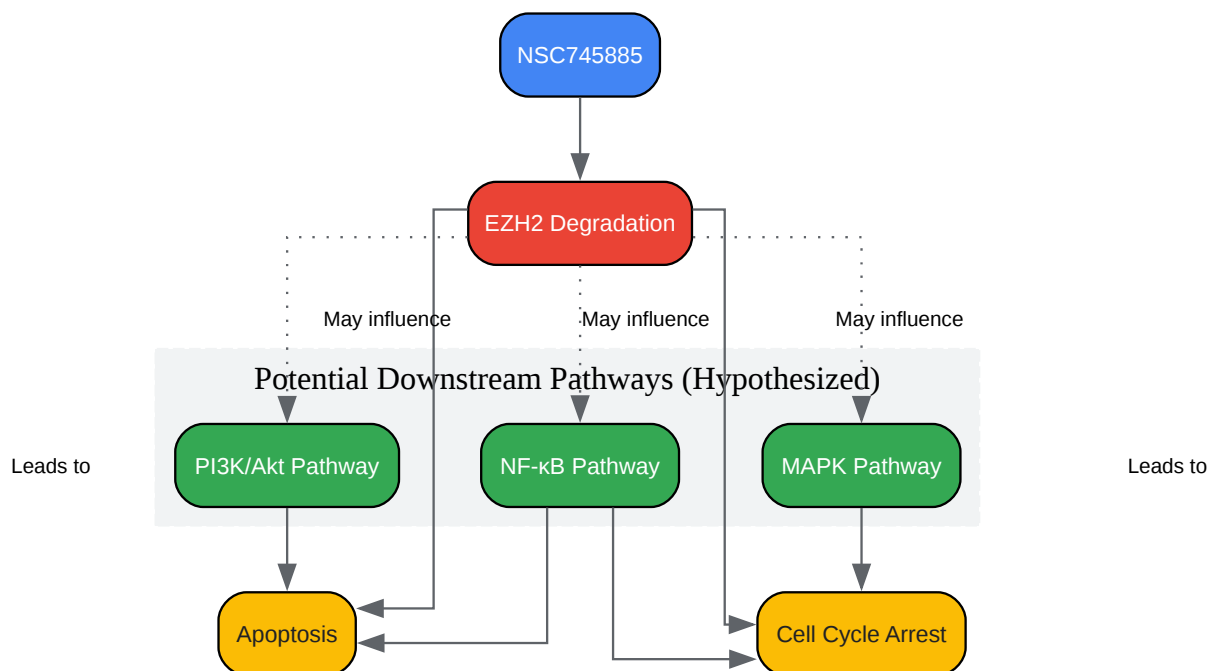 NSC745885
EZH2 Degradation
May influence
May influence
May influence
Potential Downstream Pathways (Hypothesized)
Leads to
PI3K/Akt Pathway
NF-κB Pathway
MAPK Pathway
Leads to
Apoptosis
Cell Cycle Arrest